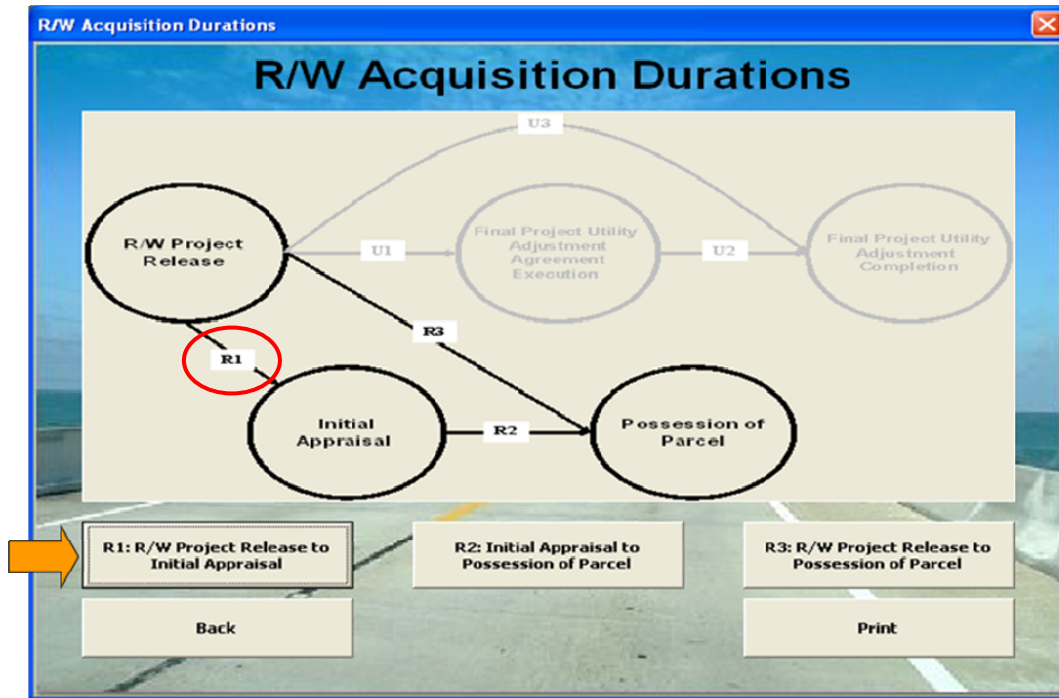 R/W Acquisition Durations
R/W Acquisition Durations
U3
R/W Project
Release
U1
Final Project Utility
Adjustment
Agreement
Execution
U2
Final Project Utility
Adjustment
Completion
R3
R1
Initial
Appraisal
R2
Possession of
Parcel
R1: R/W Project Release to
Initial Appraisal
R2: Initial Appraisal to
Possession of Parcel
R3: R/W Project Release to
Possession of Parcel
Back
Print